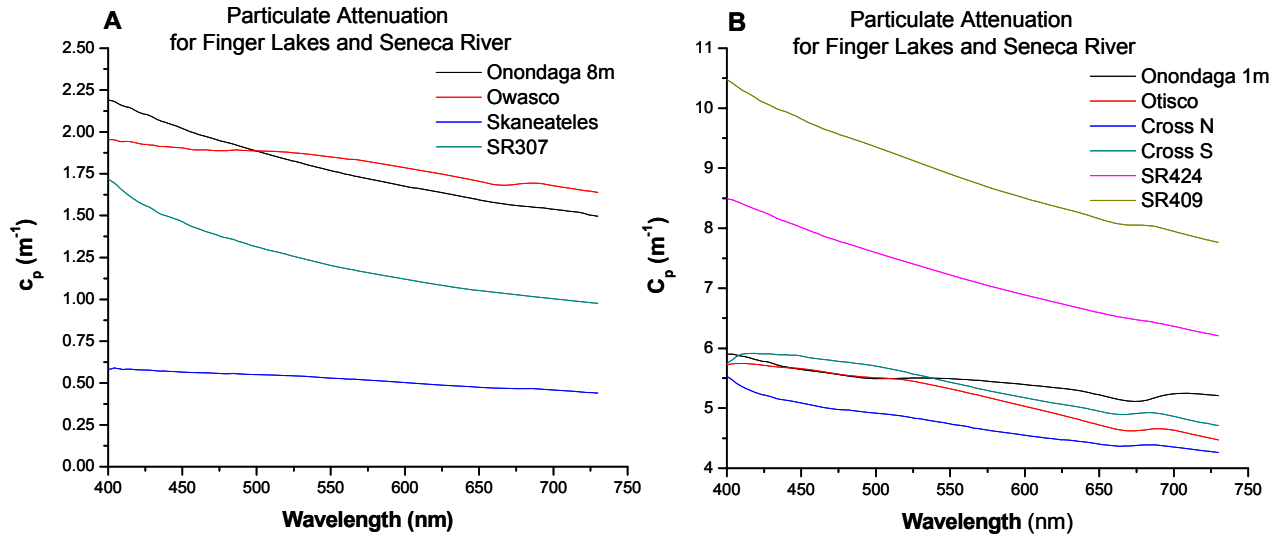 A
Particulate Attenuation
for Finger Lakes and Seneca River
2.50
2.25
2.00
1.75
1.50
1.25
1.00
0.75
0.50
0.25
0.00
c_p (m⁻¹)
Onondaga 8m
Owasco
Skaneateles
SR307
400
450
500
550
600
650
700
750
Wavelength (nm)
B
Particulate Attenuation
for Finger Lakes and Seneca River
11
10
9
8
7
6
5
4
C_p (m⁻¹)
Onondaga 1m
Otisco
Cross N
Cross S
SR424
SR409
400
450
500
550
600
650
700
750
Wavelength (nm)